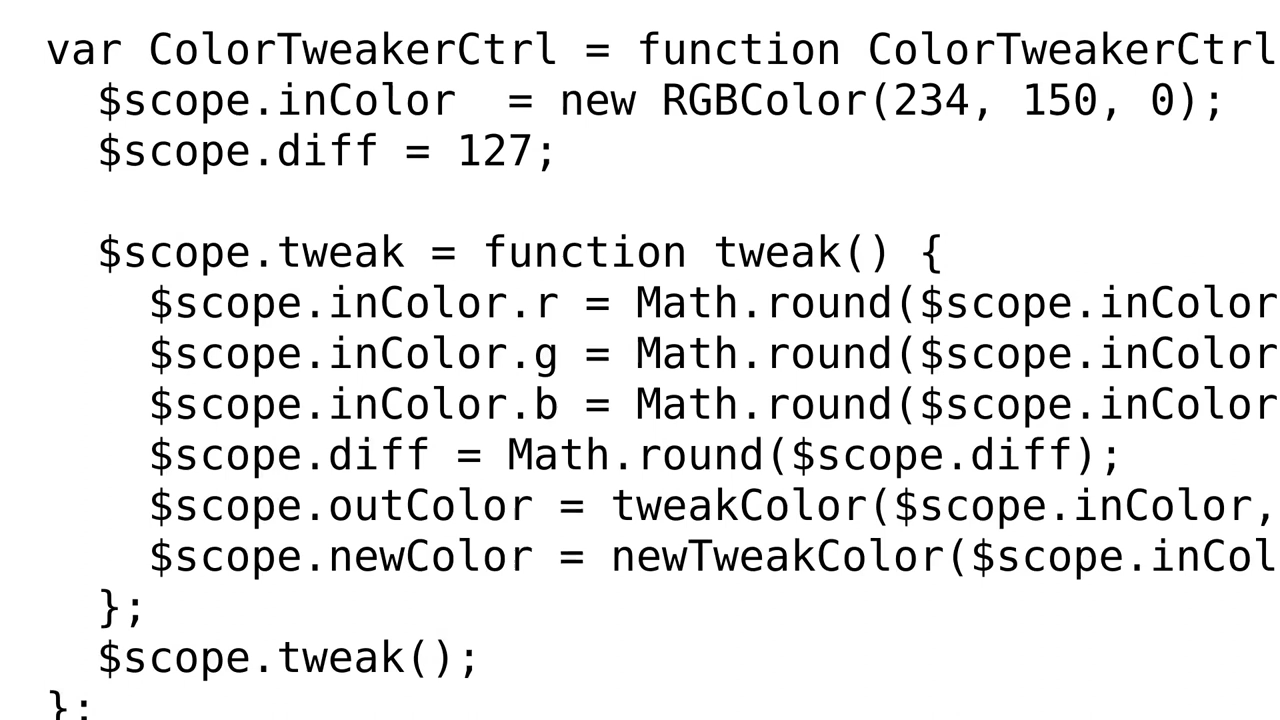 var ColorTweakerCtrl = function ColorTweakerCtrl
  $scope.inColor  = new RGBColor(234, 150, 0);
  $scope.diff = 127;

  $scope.tweak = function tweak() {
    $scope.inColor.r = Math.round($scope.inColor
    $scope.inColor.g = Math.round($scope.inColor
    $scope.inColor.b = Math.round($scope.inColor
    $scope.diff = Math.round($scope.diff);
    $scope.outColor = tweakColor($scope.inColor,
    $scope.newColor = newTweakColor($scope.inCol
  };
  $scope.tweak();
};